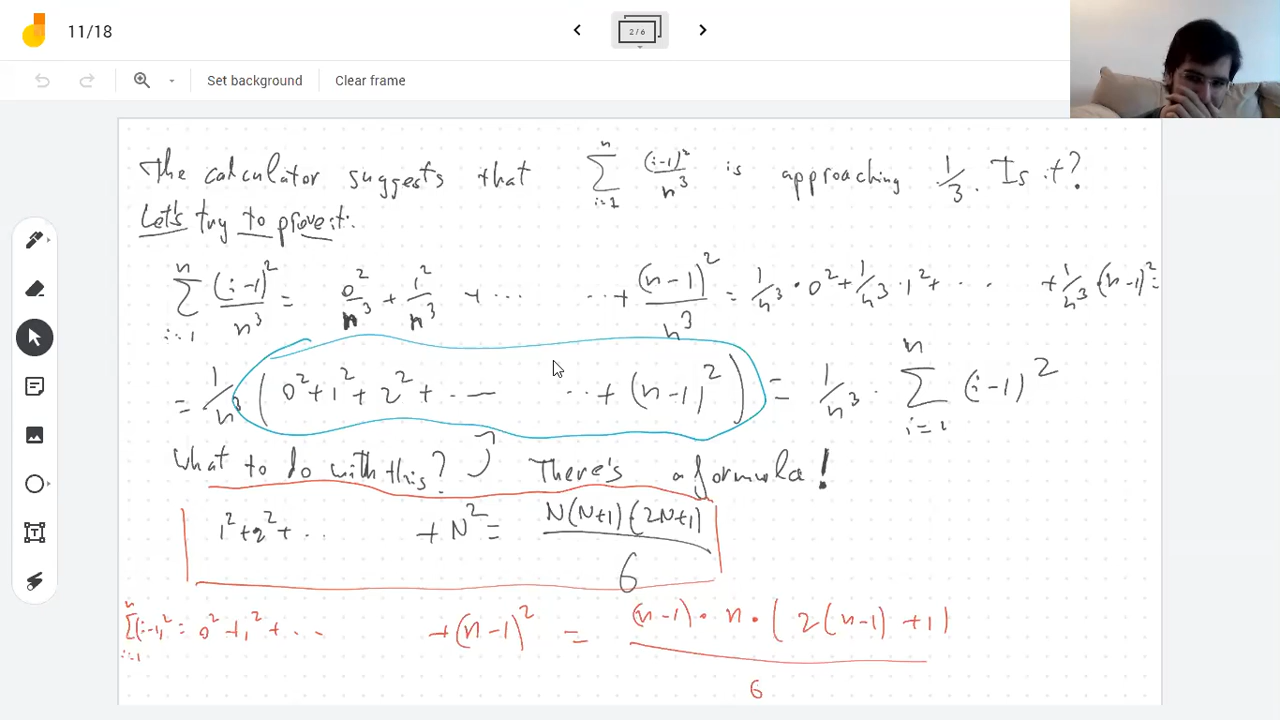 11/18
2/6
Set background
Clear frame
The calculator suggests that ∑_{i=1}^{n} (i-1)²/n³ is approaching 1/3. Is it?
Let's try to prove it.
∑_{i=1}^{n} (i-1)²/n³ = 0²/n³ + 1²/n³ + ... ..+ (n-1)²/n³ = 1/n³ • 0² + 1/n³ • 1² + ... + 1/n³ (n-1)² =
= 1/n³ (0² + 1² + 2² + ... ..+ (n-1)²) = 1/n³ · ∑_{i=1}^{n} (i-1)²
What to do with this? There's a formula!
1² + 2² + ... + N² = N(N+1)(2N+1)/6
∑_{i=1}^{n} (i-1)² = 0² + 1² + ... + (n-1)² = (n-1) • n • (2(n-1)+1)/6